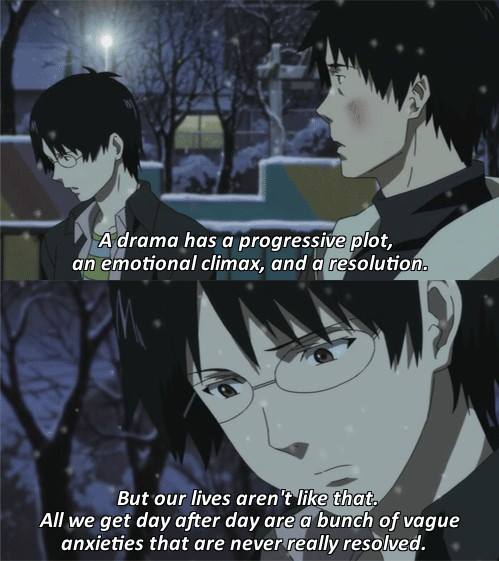 A drama has a progressive plot,
an emotional climax, and a resolution.
But our lives aren't like that.
All we get day after day are a bunch of vague
anxieties that are never really resolved.